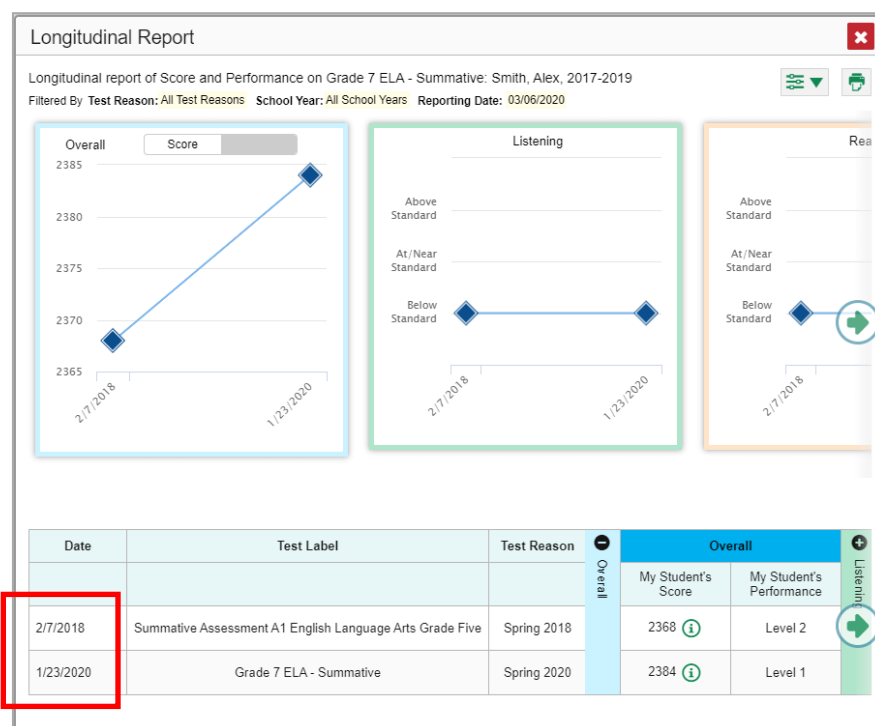 Longitudinal Report
Longitudinal report of Score and Performance on Grade 7 ELA - Summative: Smith, Alex, 2017-2019
Filtered By Test Reason: All Test Reasons School Year: All School Years Reporting Date: 03/06/2020
Overall
Score
2385
2380
2375
2370
2365
2/7/2018
1/23/2020
Listening
Above
Standard
At/Near
Standard
Below
Standard
2/7/2018
1/23/2020
Above
Standard
At/Near
Standard
Below
Standard
2/7/2018
Date Test Label Test Reason Overall Overall Listening
My Student's Score My Student's Performance
2/7/2018 Summative Assessment A1 English Language Arts Grade Five Spring 2018 2368 Level 2
1/23/2020 Grade 7 ELA - Summative Spring 2020 2384 Level 1